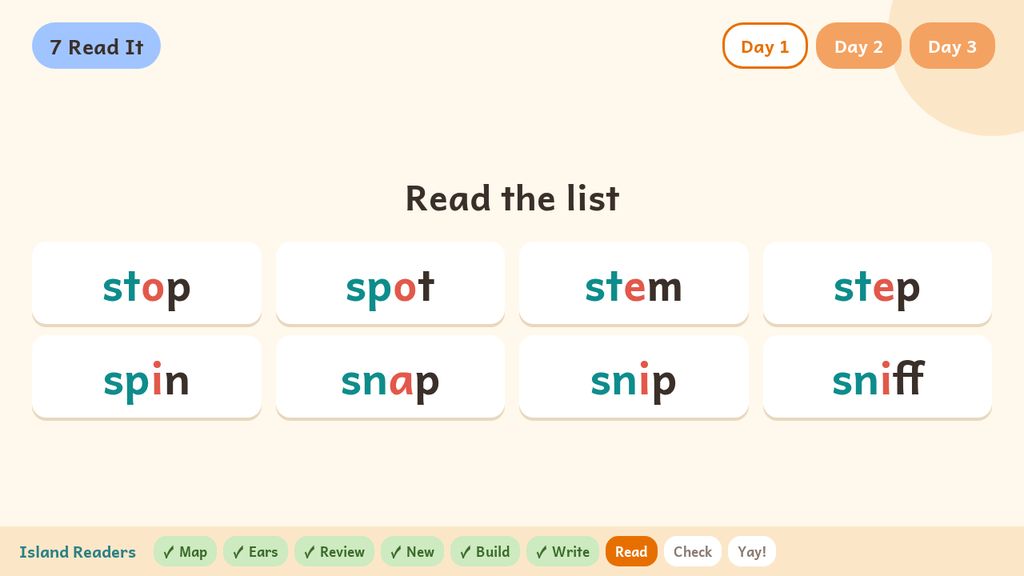 7 Read It
Day 1 Day 2 Day 3
Read the list
stop spot stem step
spin snap snip sniff
Island Readers ✓ Map ✓ Ears ✓ Review ✓ New ✓ Build ✓ Write Read Check Yay!